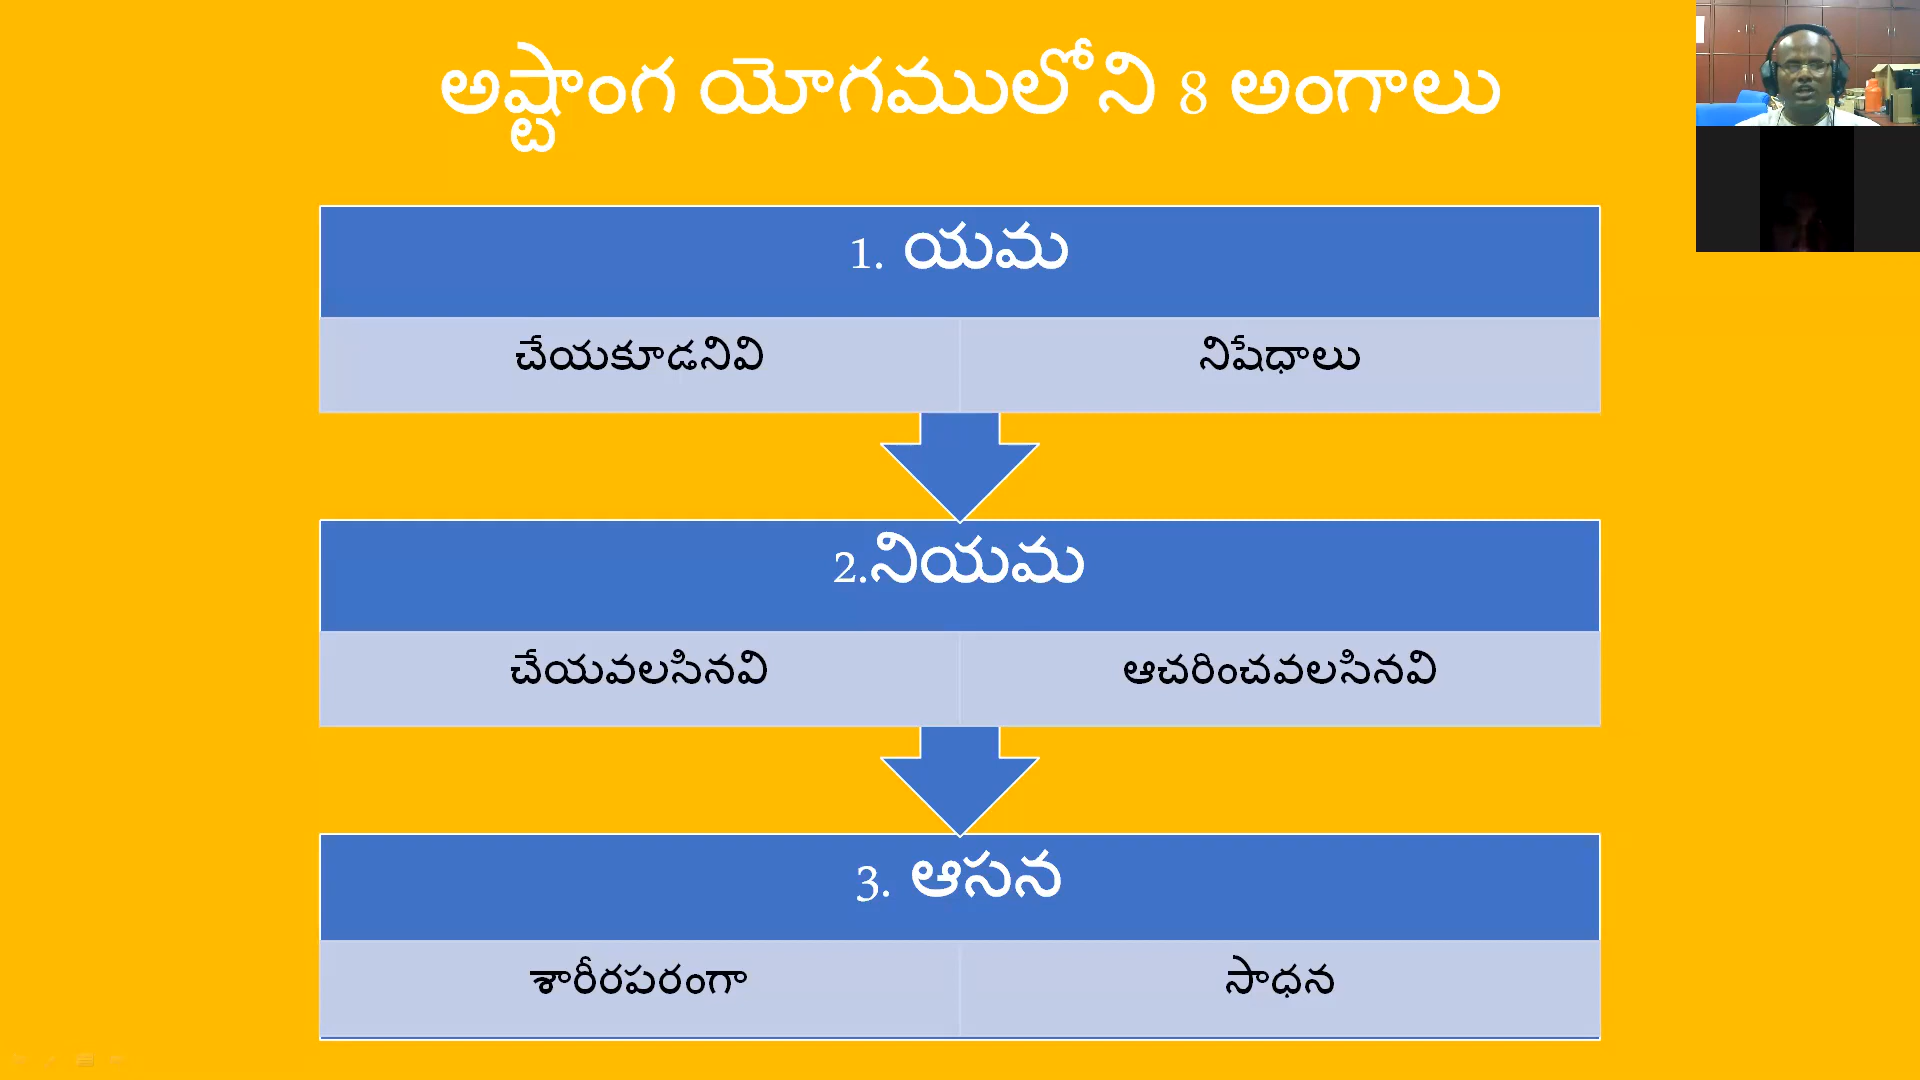 అష్టాంగ యోగములోని 8 అంగాలు
1. యమ
చేయకూడనివి
నిషేధాలు
2.నియమ
చేయవలసినవి
ఆచరించవలసినవి
3. ఆసన
శారీరపరంగా
సాధన